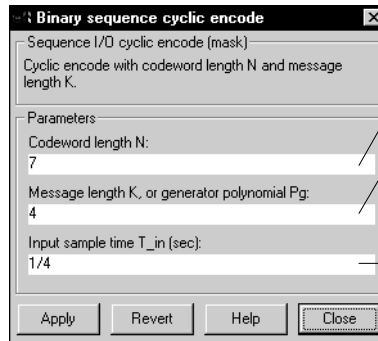 Binary sequence cyclic encode
Sequence I/O cyclic encode (mask)
Cyclic encode with codeword length N and message
length K.
Parameters
Codeword length N:
7
Message length K, or generator polynomial Pg:
4
Input sample time T_in (sec):
1/4
Apply Revert Help Close